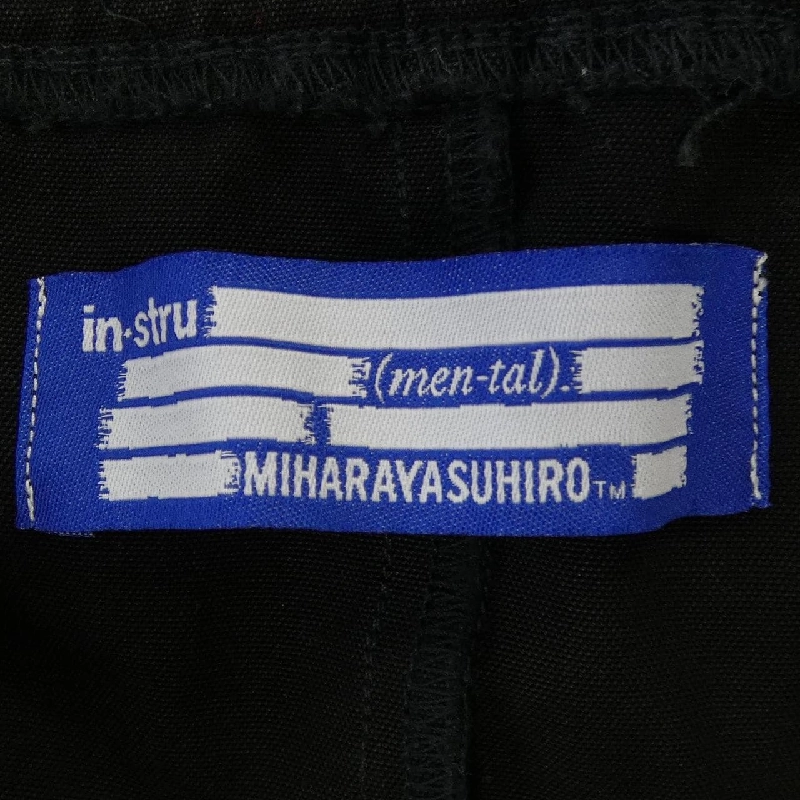 in·stru
(men-tal).
MIHARAYASUHIRO™